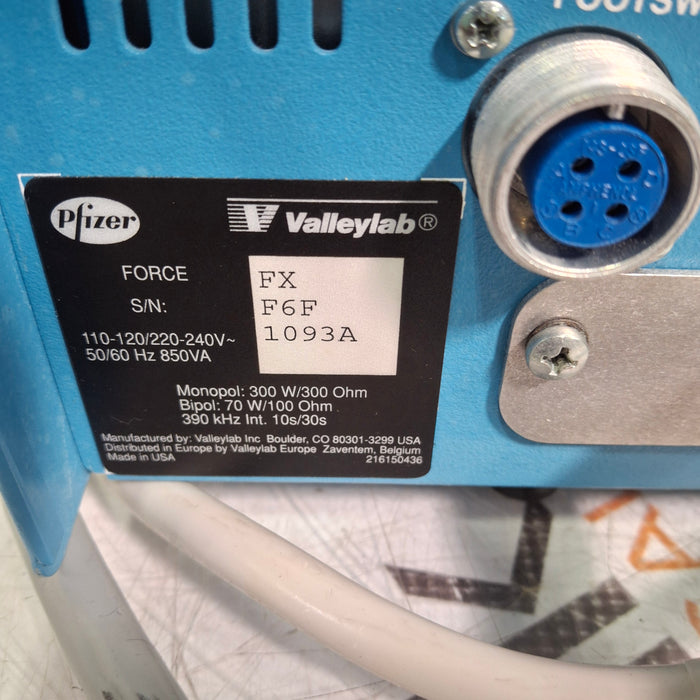 Pfizer
Valleylab®
FORCE FX
S/N: F6F
1093A
110-120/220-240V~
50/60 Hz 850VA
Monopol: 300 W/300 Ohm
Bipol: 70 W/100 Ohm
390 kHz Int. 10s/30s
Manufactured by: Valleylab Inc Boulder, CO 80301-3299 USA
Distributed in Europe by Valleylab Europe Zaventem, Belgium
Made in USA 216150436